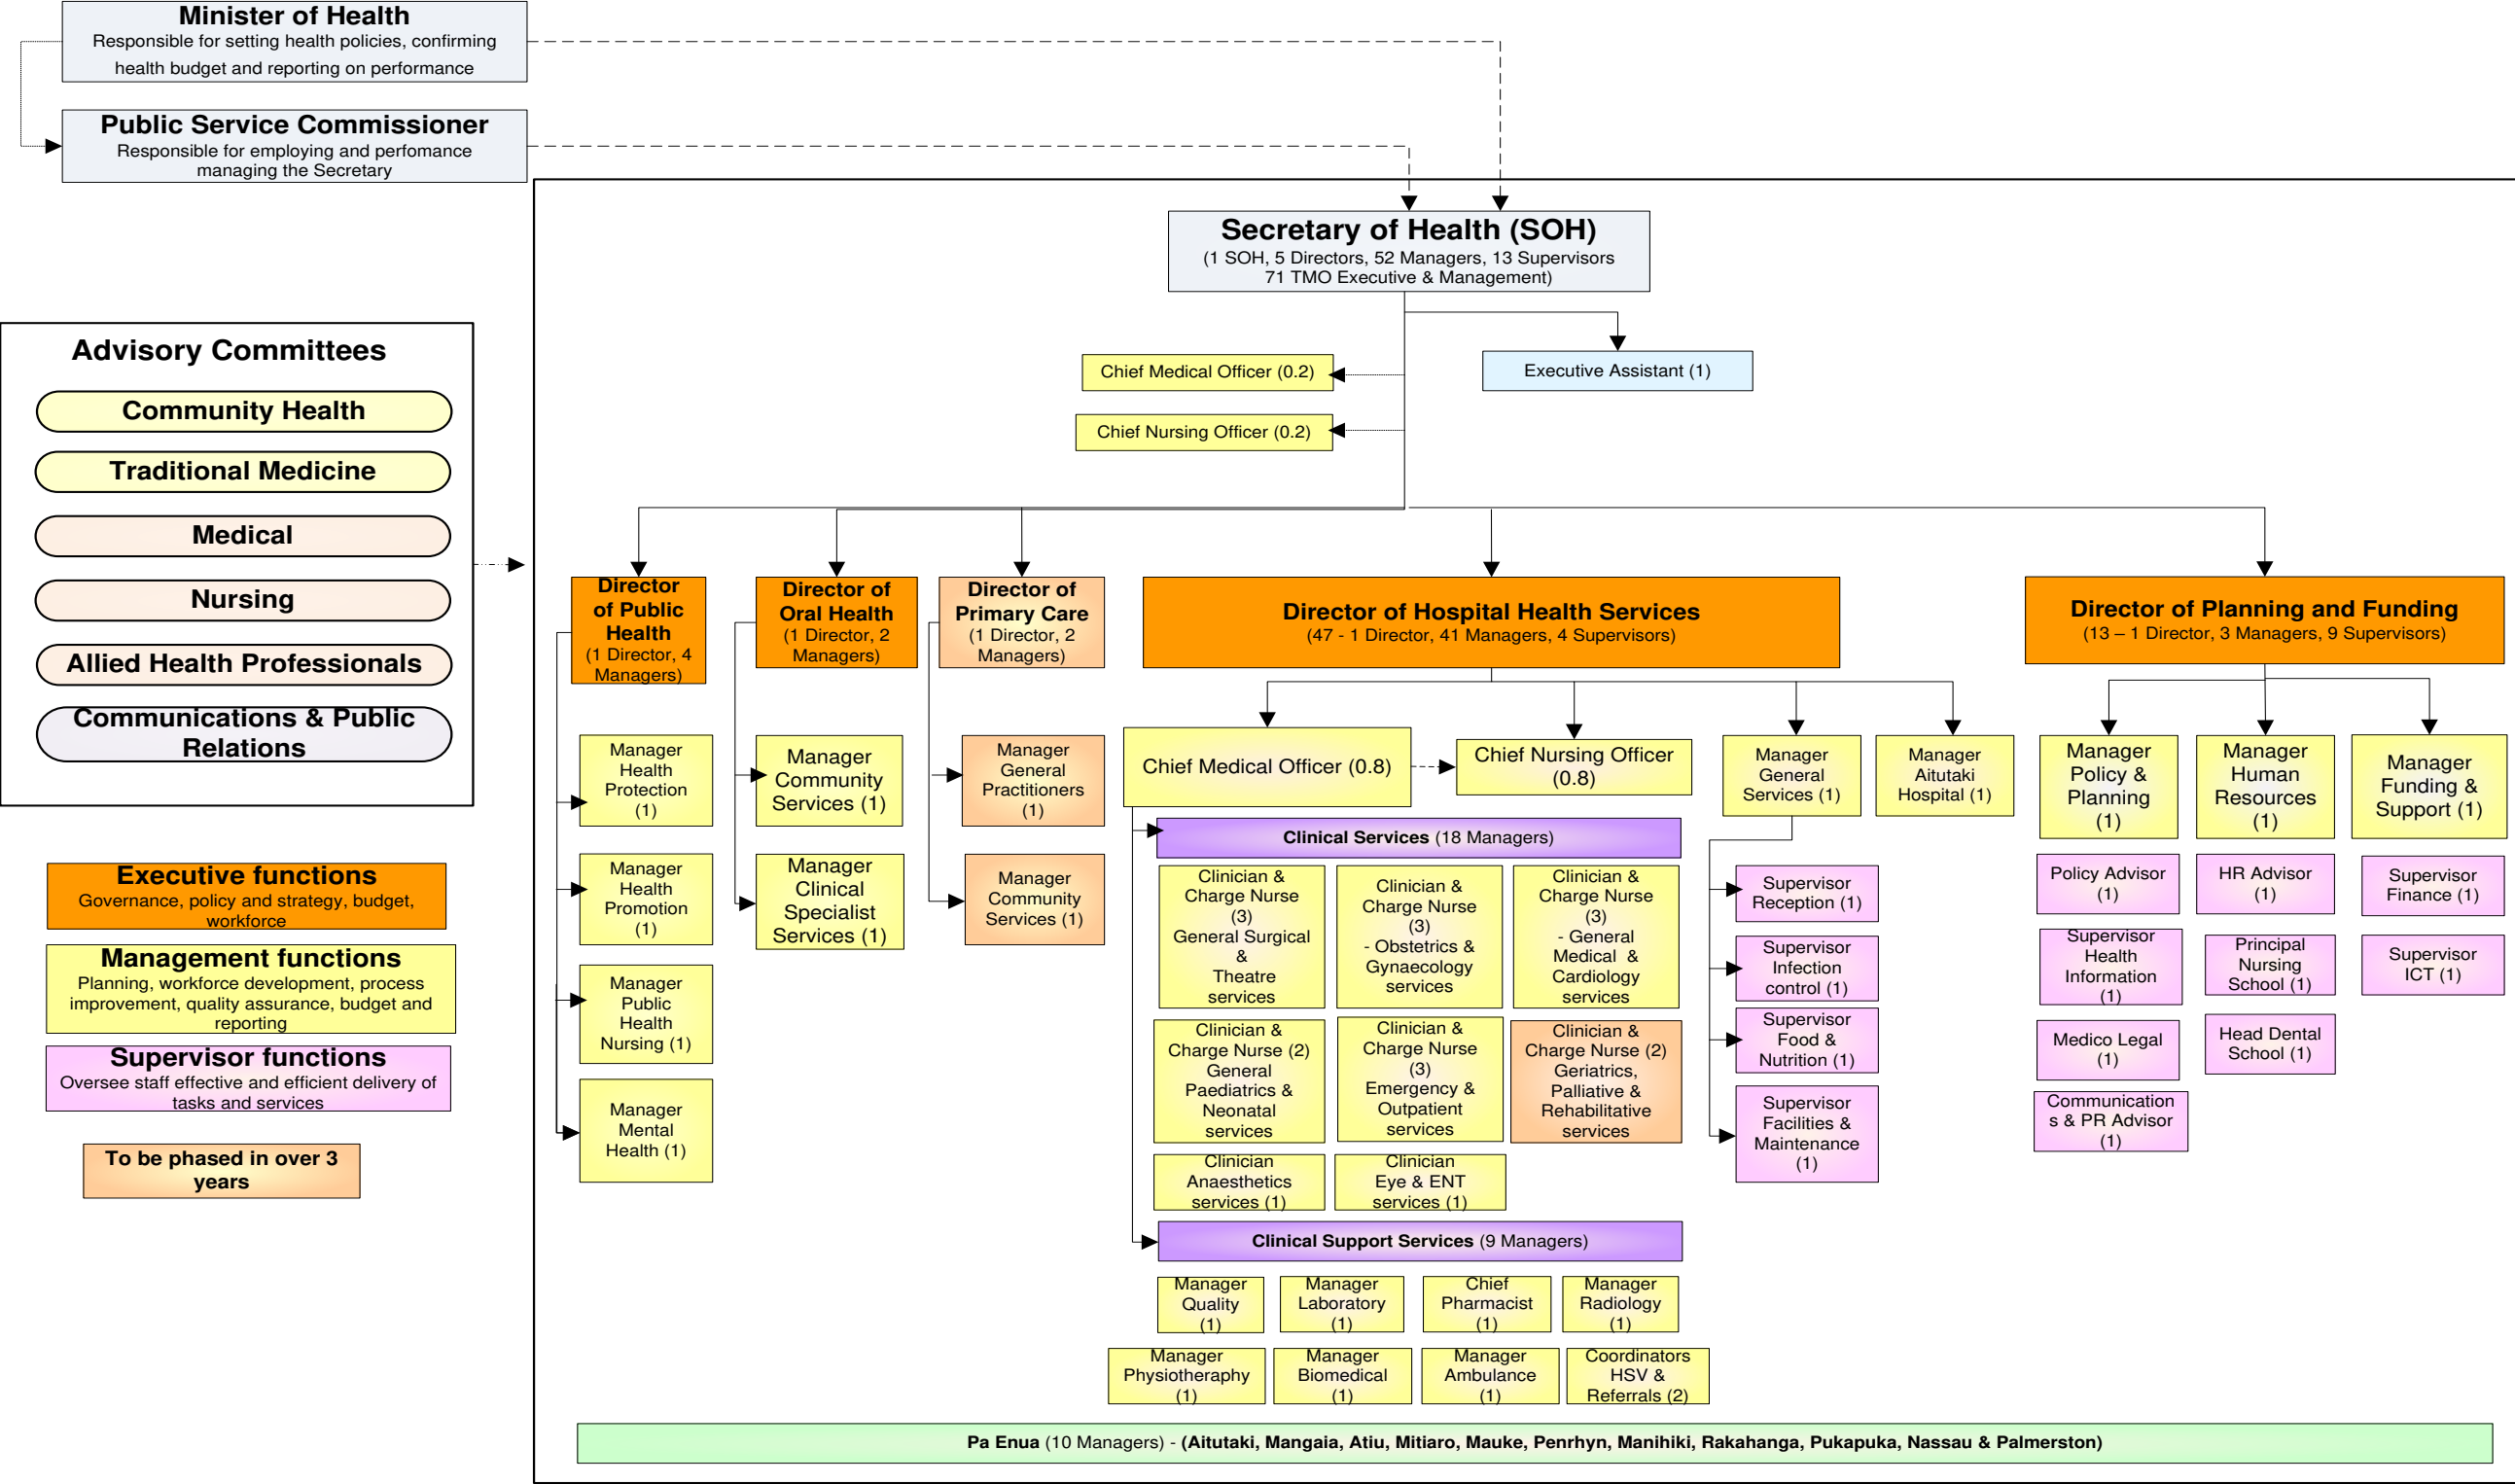 Minister of Health
Responsible for setting health policies, confirming
health budget and reporting on performance
Public Service Commissioner
Responsible for employing and perfomance
managing the Secretary
Secretary of Health (SOH)
(1 SOH, 5 Directors, 52 Managers, 13 Supervisors
71 TMO Executive & Management)
Chief Medical Officer (0.2)
Executive Assistant (1)
Chief Nursing Officer (0.2)
Advisory Committees
Community Health
Traditional Medicine
Medical
Nursing
Allied Health Professionals
Communications & Public
Relations
Executive functions
Governance, policy and strategy, budget,
workforce
Management functions
Planning, workforce development, process
improvement, quality assurance, budget and
reporting
Supervisor functions
Oversee staff effective and efficient delivery of
tasks and services
To be phased in over 3
years
Director
of Public
Health
(1 Director, 4
Managers)
Manager
Health
Protection
(1)
Manager
Health
Promotion
(1)
Manager
Public
Health
Nursing (1)
Manager
Mental
Health (1)
Director of
Oral Health
(1 Director, 2
Managers)
Manager
Community
Services (1)
Manager
Clinical
Specialist
Services (1)
Director of
Primary Care
(1 Director, 2
Managers)
Manager
General
Practitioners
(1)
Manager
Community
Services (1)
Director of Hospital Health Services
(47 - 1 Director, 41 Managers, 4 Supervisors)
Chief Medical Officer (0.8)
Chief Nursing Officer
(0.8)
Manager
General
Services (1)
Manager
Aitutaki
Hospital (1)
Clinical Services (18 Managers)
Clinician &
Charge Nurse
(3)
General Surgical
&
Theatre
services
Clinician &
Charge Nurse
(3)
- Obstetrics &
Gynaecology
services
Clinician &
Charge Nurse
(3)
- General
Medical &
Cardiology
services
Clinician &
Charge Nurse (2)
General
Paediatrics &
Neonatal
services
Clinician &
Charge Nurse
(3)
Emergency &
Outpatient
services
Clinician &
Charge Nurse (2)
Geriatrics,
Palliative &
Rehabilitative
services
Clinician
Anaesthetics
services (1)
Clinician
Eye & ENT
services (1)
Clinical Support Services (9 Managers)
Manager
Quality
(1)
Manager
Laboratory
(1)
Chief
Pharmacist
(1)
Manager
Radiology
(1)
Manager
Physiotheraphy
(1)
Manager
Biomedical
(1)
Manager
Ambulance
(1)
Coordinators
HSV &
Referrals (2)
Supervisor
Reception (1)
Supervisor
Infection
control (1)
Supervisor
Food &
Nutrition (1)
Supervisor
Facilities &
Maintenance
(1)
Director of Planning and Funding
(13 – 1 Director, 3 Managers, 9 Supervisors)
Manager
Policy &
Planning
(1)
Policy Advisor
(1)
Supervisor
Health
Information
(1)
Medico Legal
(1)
Communication
s & PR Advisor
(1)
Manager
Human
Resources
(1)
HR Advisor
(1)
Principal
Nursing
School (1)
Head Dental
School (1)
Manager
Funding &
Support (1)
Supervisor
Finance (1)
Supervisor
ICT (1)
Pa Enua (10 Managers) - (Aitutaki, Mangaia, Atiu, Mitiaro, Mauke, Penrhyn, Manihiki, Rakahanga, Pukapuka, Nassau & Palmerston)